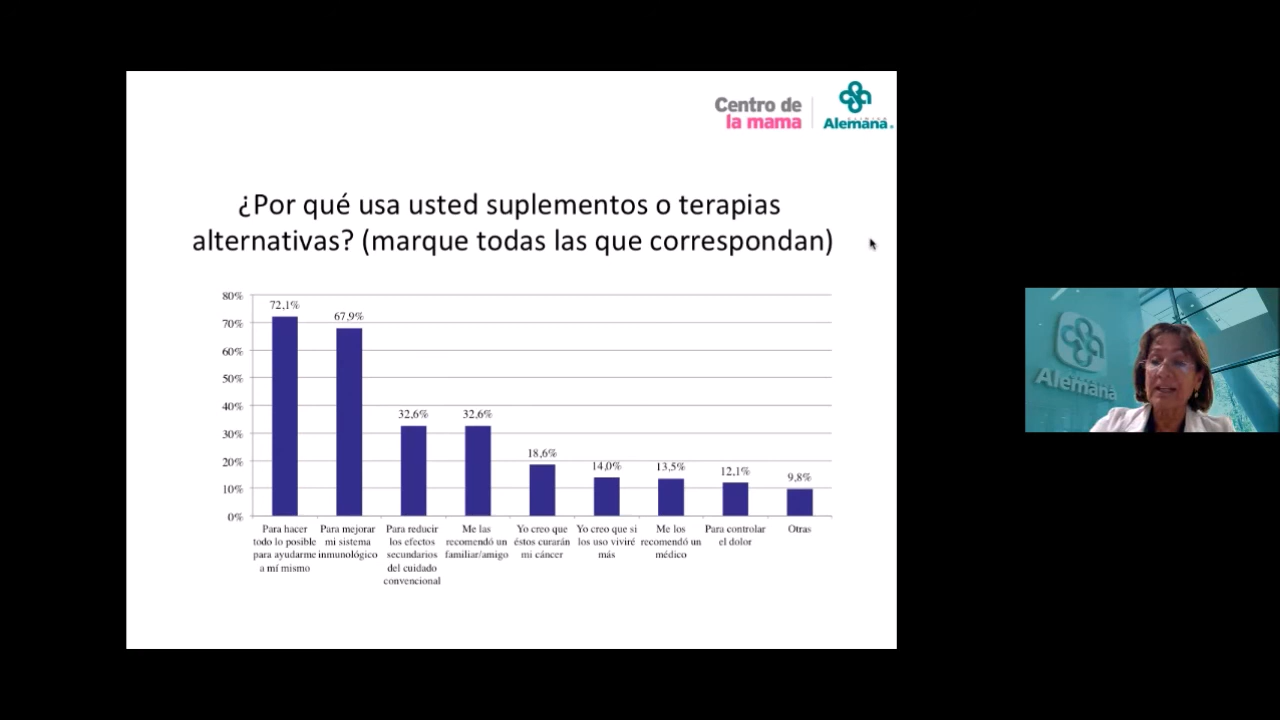 Centro de
la mama
Alemana
¿Por qué usa usted suplementos o terapias
alternativas? (marque todas las que correspondan)
80%
70%
60%
50%
40%
30%
20%
10%
0%
72,1%
67,9%
32,6%
32,6%
18,6%
14,0%
13,5%
12,1%
9,8%
Para hacer
todo lo posible
para ayudarme
a mí mismo
Para mejorar
mi sistema
inmunológico
Para reducir
los efectos
secundarios
del cuidado
convencional
Me las
recomendó un
familiar/amigo
Yo creo que
éstos curarán
mi cáncer
Yo creo que si
los uso viviré
más
Me los
recomendó un
médico
Para controlar
el dolor
Otras
Alemana